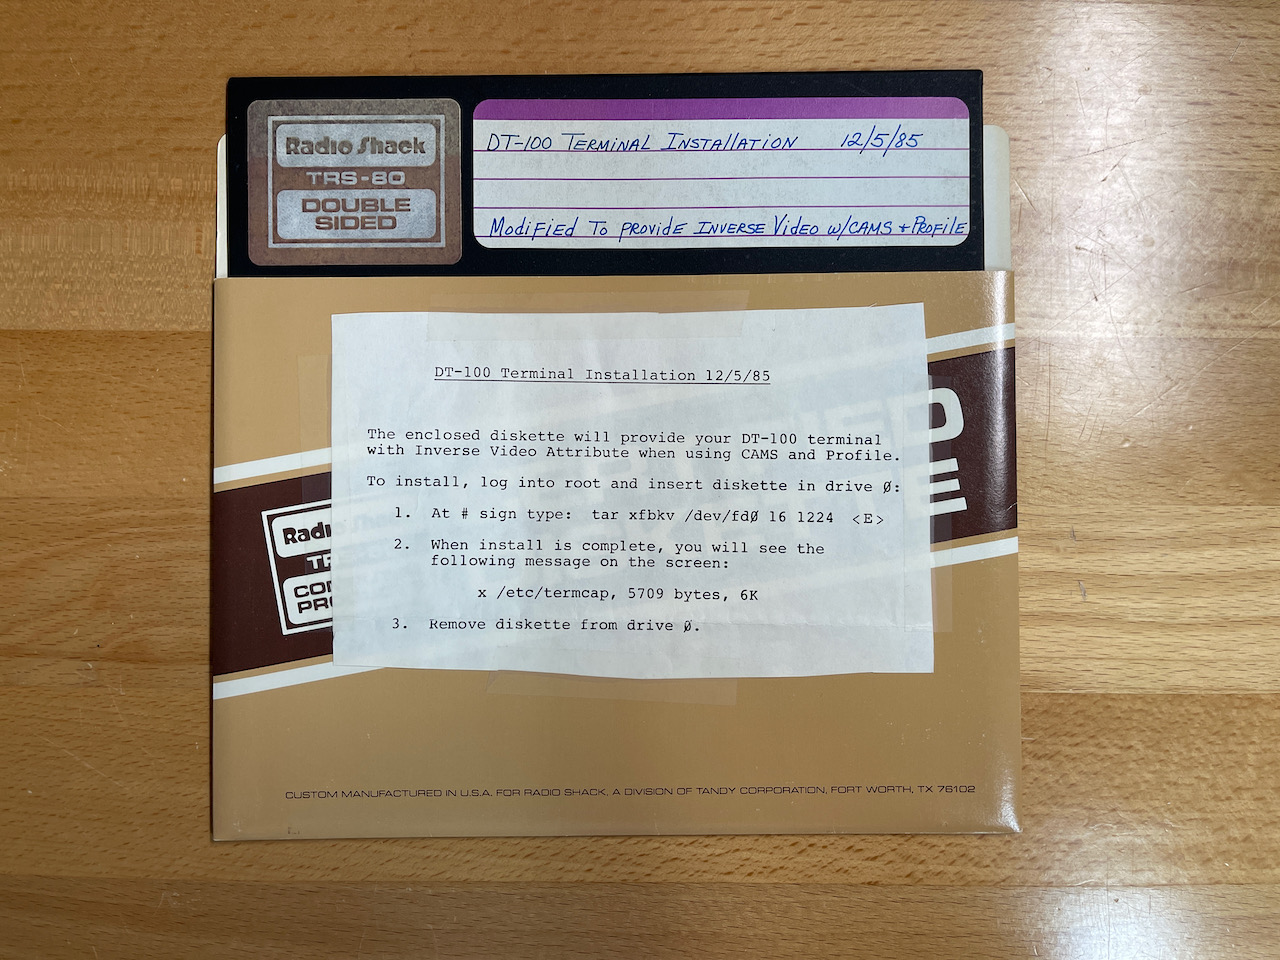 Radio Shack
TRS-80
DOUBLE
SIDED
DT-100 TERMINAL INSTALLATION 12/5/85
MODIFIED TO PROVIDE INVERSE VIDEO W/CAMS + PROFILE
DT-100 Terminal Installation 12/5/85
The enclosed diskette will provide your DT-100 terminal
with Inverse Video Attribute when using CAMS and Profile.
To install, log into root and insert diskette in drive Ø:
1. At # sign type: tar xfbkv /dev/fdØ 16 1224 <E>
2. When install is complete, you will see the
following message on the screen:
x /etc/termcap, 5709 bytes, 6K
3. Remove diskette from drive Ø.
Radio Shack
CUSTOM MANUFACTURED IN U.S.A. FOR RADIO SHACK, A DIVISION OF TANDY CORPORATION, FORT WORTH, TX 76102